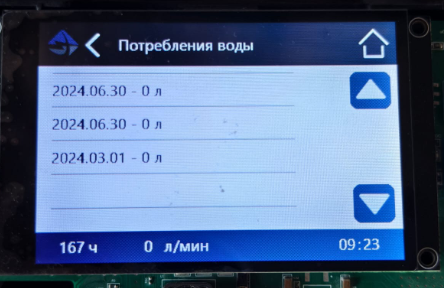 Потребления воды
2024.06.30 - 0 л
2024.06.30 - 0 л
2024.03.01 - 0 л
167 ч 0 л/мин 09:23